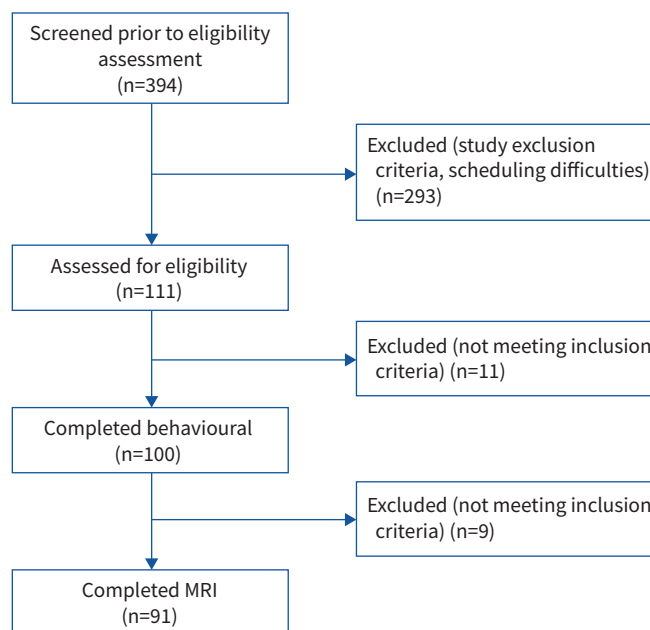 Screened prior to eligibility
assessment
(n=394)
Excluded (study exclusion
criteria, scheduling difficulties)
(n=293)
Assessed for eligibility
(n=111)
Excluded (not meeting inclusion
criteria) (n=11)
Completed behavioural
(n=100)
Excluded (not meeting inclusion
criteria) (n=9)
Completed MRI
(n=91)